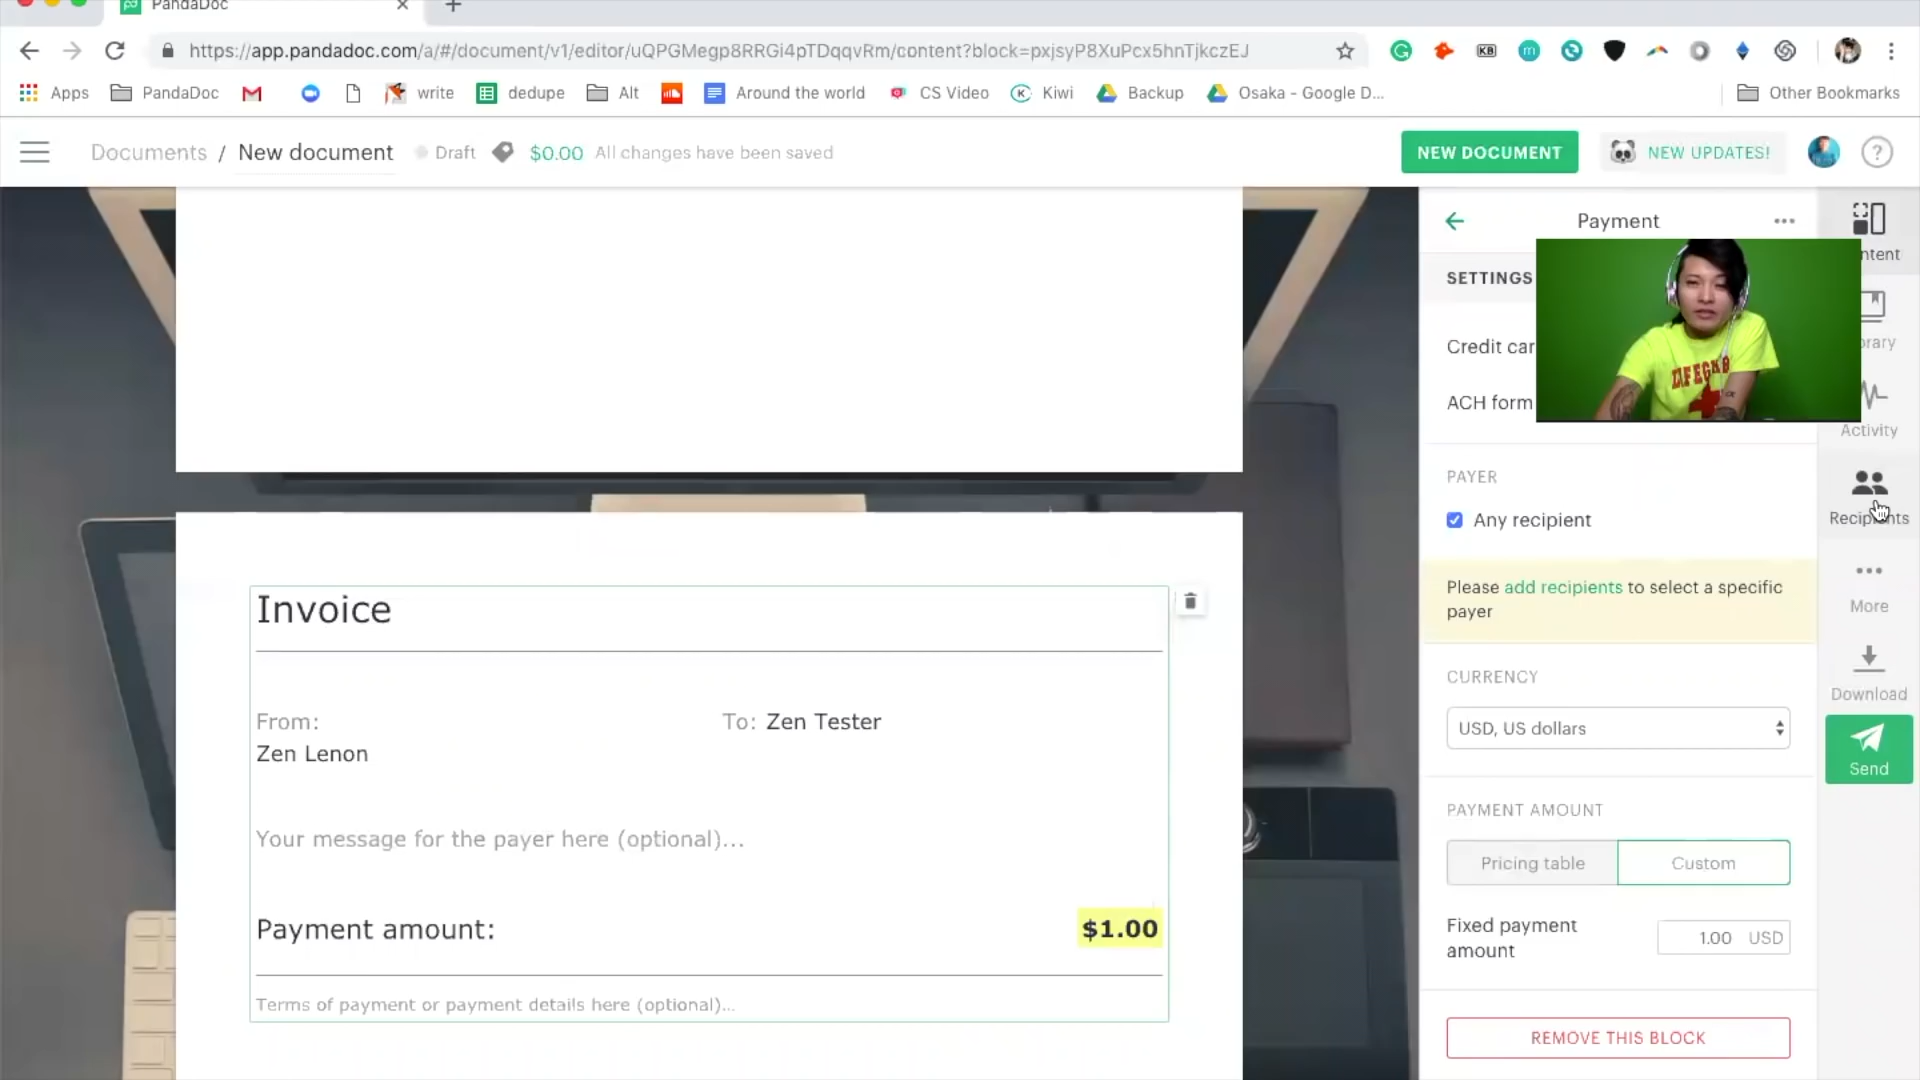 PandaDoc
https://app.pandadoc.com/a/#/document/v1/editor/uQPGMegp8RRGi4pTDqqvRm/content?block=pxjsyP8XuPcx5hnTjkczEJ
KB
Apps PandaDoc write dedupe Alt Around the world CS Video Kiwi Backup Osaka - Google D... Other Bookmarks
Documents / New document Draft $0.00 All changes have been saved NEW DOCUMENT NEW UPDATES! ?
Payment
ntent
SETTINGS
Credit car
brary
ACH form
Activity
PAYER
Any recipient
Recipients
Please add recipients to select a specific
payer
More
CURRENCY
Download
USD, US dollars
Send
PAYMENT AMOUNT
Pricing table Custom
Fixed payment
amount
1.00 USD
REMOVE THIS BLOCK
Invoice
From: To: Zen Tester
Zen Lenon
Your message for the payer here (optional)...
Payment amount: $1.00
Terms of payment or payment details here (optional)...